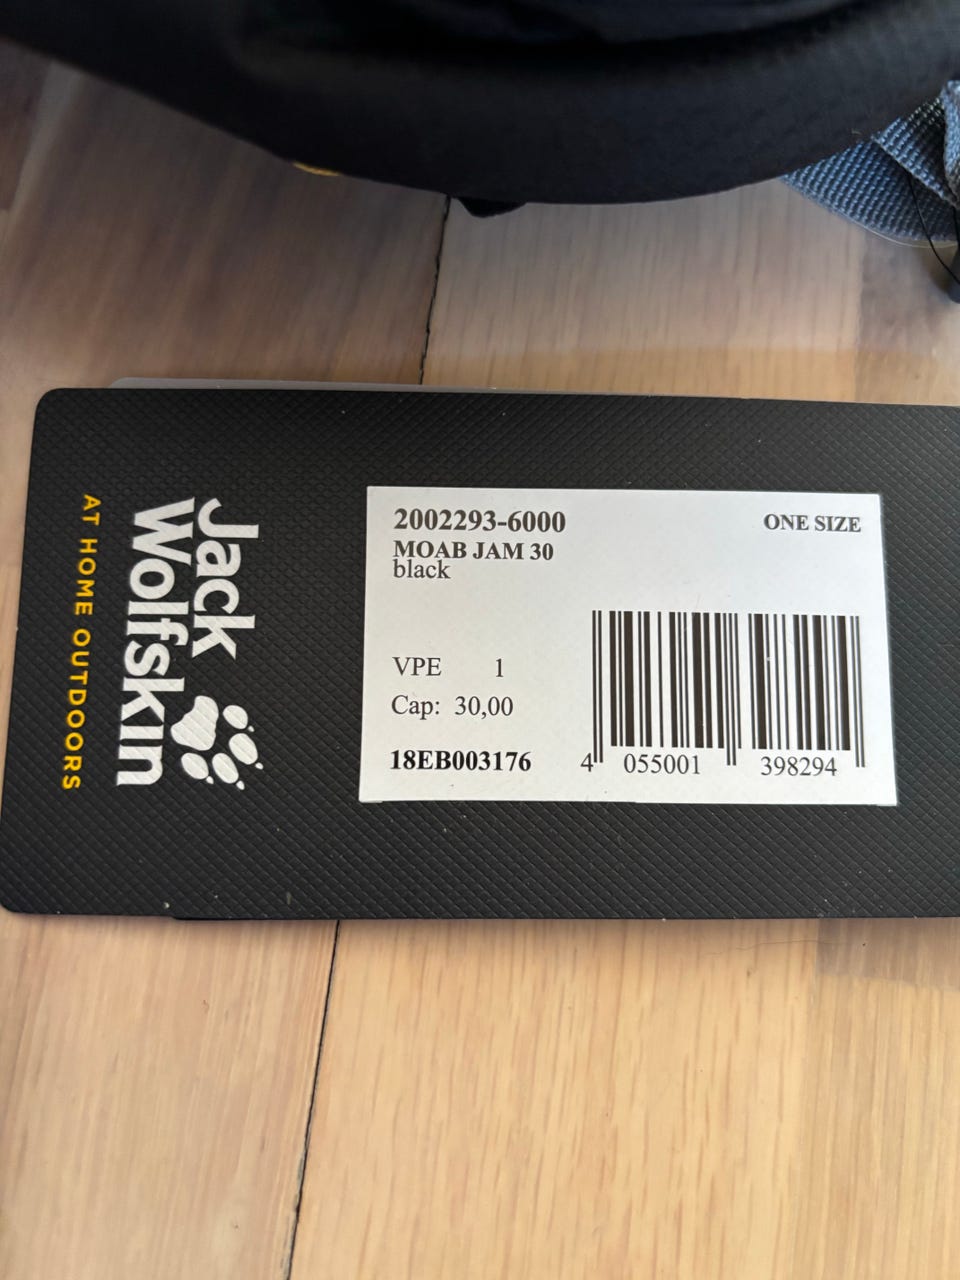 Jack
Wolfskin
AT HOME OUTDOORS
2002293-6000
ONE SIZE
MOAB JAM 30
black
VPE 1
Cap: 30,00
18EB003176
4 055001 398294